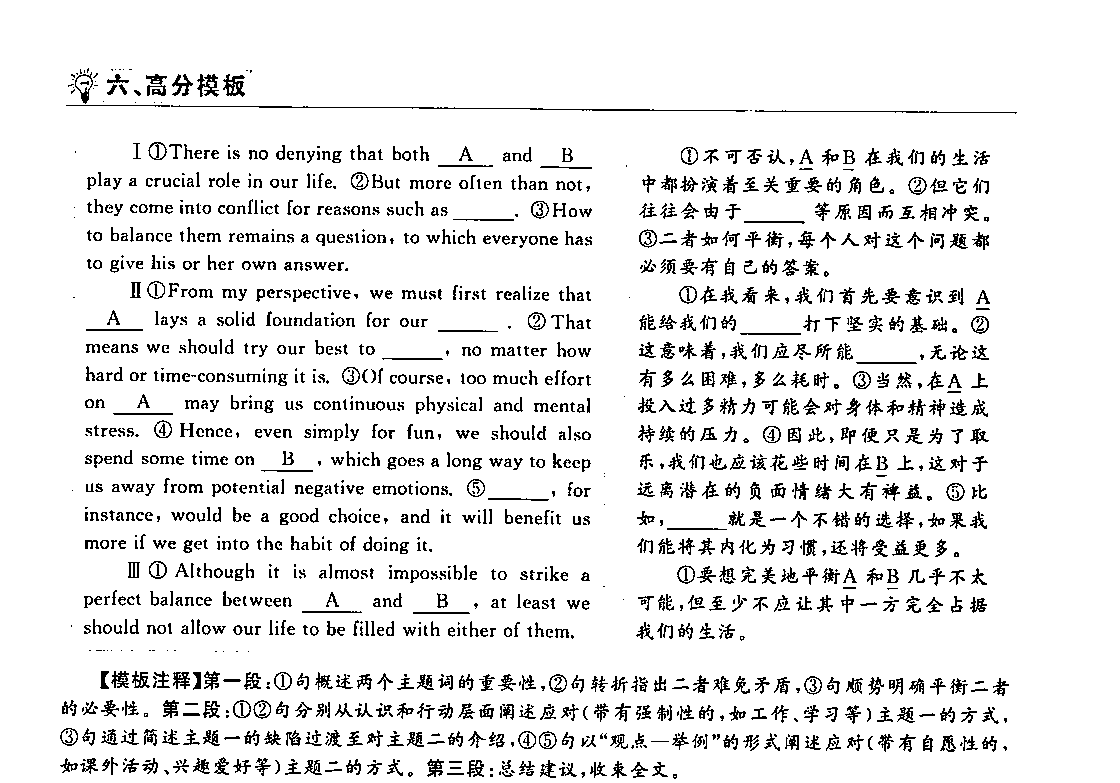 六、高分模板
Ⅰ ①There is no denying that both A and B
play a crucial role in our life. ②But more often than not,
they come into conflict for reasons such as ______. ③How
to balance them remains a question, to which everyone has
to give his or her own answer.
Ⅱ ①From my perspective, we must first realize that
A lays a solid foundation for our ______ . ②That
means we should try our best to ______, no matter how
hard or time-consuming it is. ③Of course, too much effort
on A may bring us continuous physical and mental
stress. ④ Hence, even simply for fun, we should also
spend some time on B , which goes a long way to keep
us away from potential negative emotions. ⑤______, for
instance, would be a good choice, and it will benefit us
more if we get into the habit of doing it.
Ⅲ ① Although it is almost impossible to strike a
perfect balance between A and B , at least we
should not allow our life to be filled with either of them.
①不可否认,A 和B 在我们的生活
中都扮演着至关重要的角色。②但它们
往往会由于______ 等原因而互相冲突。
③二者如何平衡,每个人对这个问题都
必须要有自己的答案。
①在我看来,我们首先要意识到 A
能给我们的______打下坚实的基础。②
这意味着,我们应尽所能______,无论这
有多么困难,多么耗时。③当然,在A 上
投入过多精力可能会对身体和精神造成
持续的压力。④因此,即便只是为了取
乐,我们也应该花些时间在B 上,这对于
远离潜在的负面情绪大有裨益。⑤比
如,______就是一个不错的选择,如果我
们能将其内化为习惯,还将受益更多。
①要想完美地平衡A 和B 几乎不太
可能,但至少不应让其中一方完全占据
我们的生活。
【模板注释】第一段:①句概述两个主题词的重要性,②句转折指出二者难免矛盾,③句顺势明确平衡二者
的必要性。第二段:①②句分别从认识和行动层面阐述应对(带有强制性的,如工作、学习等)主题一的方式,
③句通过简述主题一的缺陷过渡至对主题二的介绍,④⑤句以“观点—举例”的形式阐述应对(带有自愿性的,
如课外活动、兴趣爱好等)主题二的方式。第三段:总结建议,收束全文。